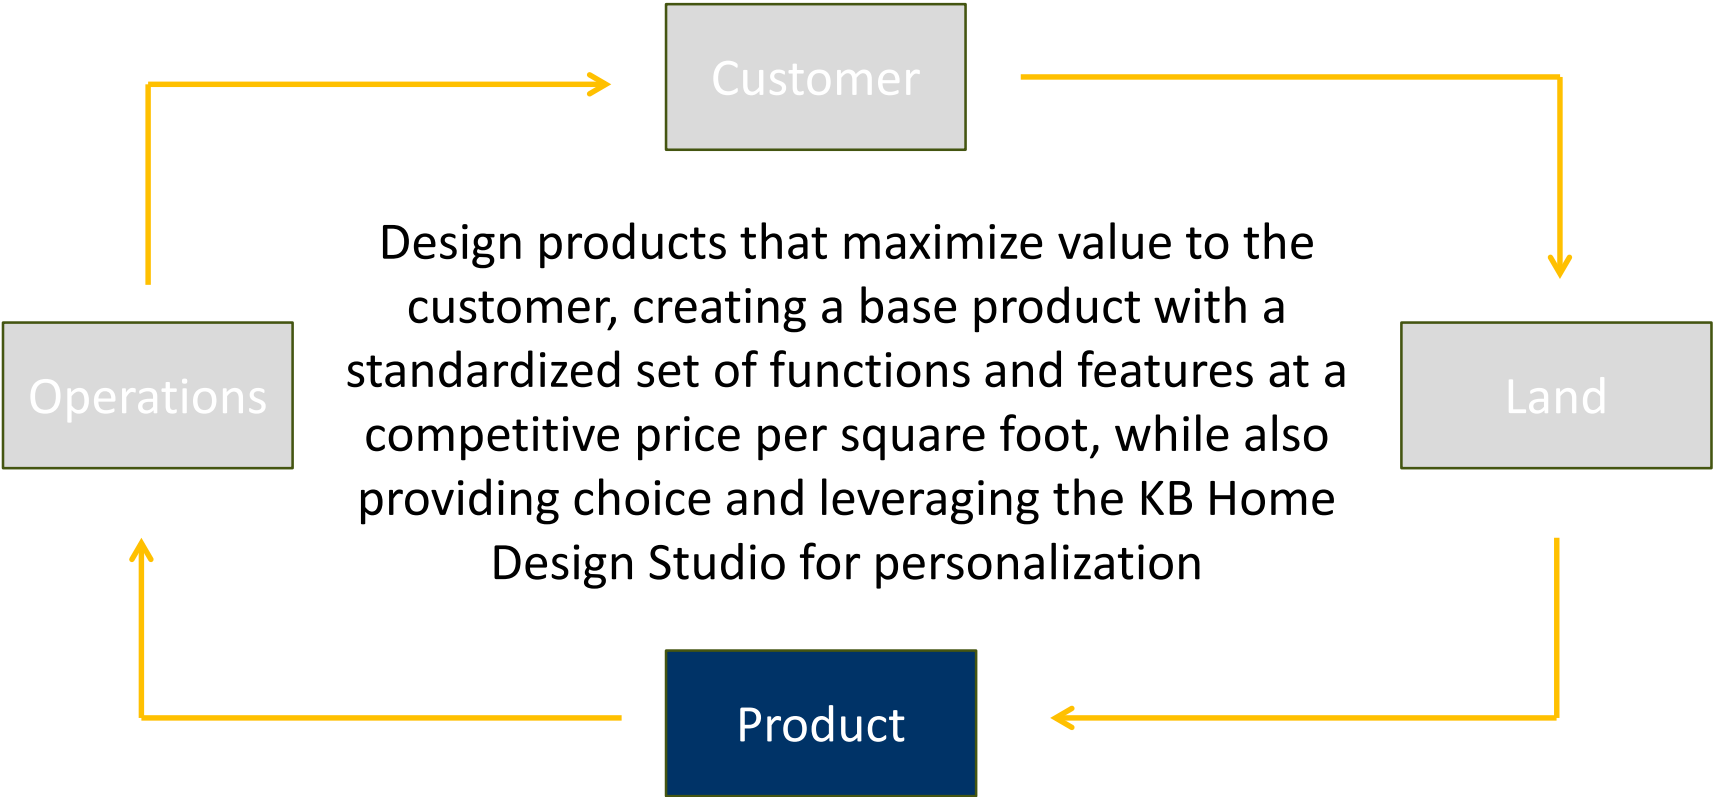 Customer
Design products that maximize value to the
customer, creating a base product with a
standardized set of functions and features at a
competitive price per square foot, while also
providing choice and leveraging the KB Home
Design Studio for personalization
Operations
Land
Product